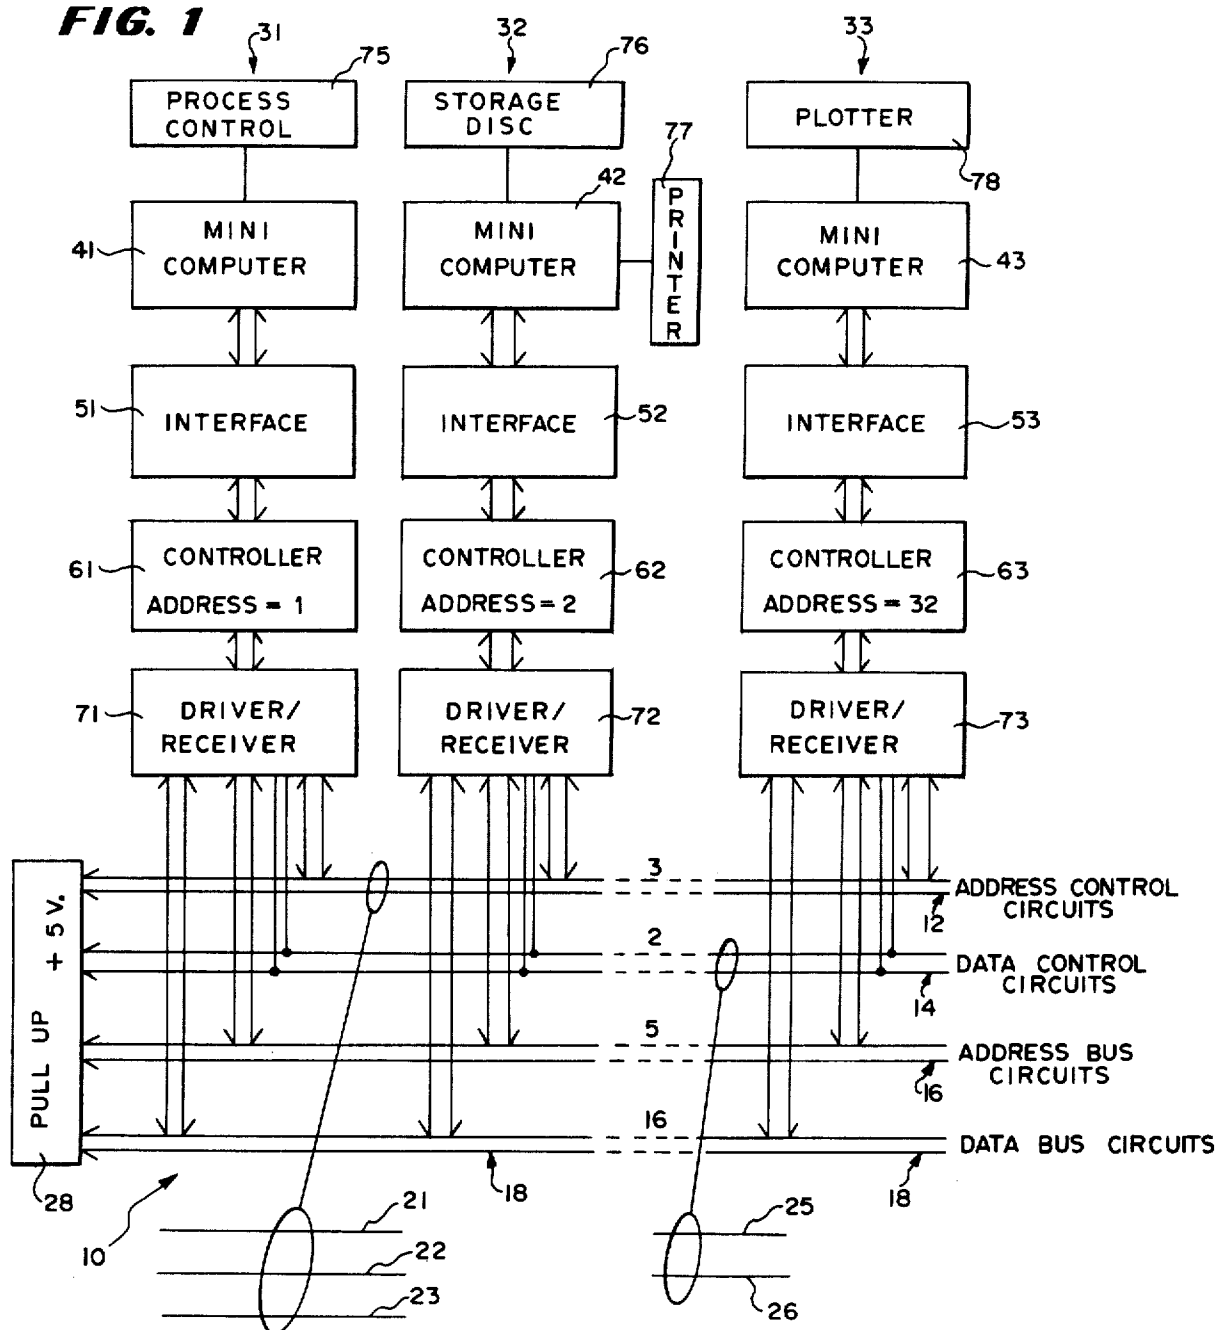 FIG. 1
31
75
32
76
33
PROCESS
CONTROL
STORAGE
DISC
PLOTTER
77
78
42
PRINTER
41
MINI
COMPUTER
MINI
COMPUTER
MINI
COMPUTER
43
51
INTERFACE
INTERFACE
52
INTERFACE
53
61
CONTROLLER
ADDRESS = 1
CONTROLLER
ADDRESS = 2
62
CONTROLLER
ADDRESS = 32
63
71
DRIVER/
RECEIVER
DRIVER/
RECEIVER
72
DRIVER/
RECEIVER
73
PULL UP + 5 V.
3
ADDRESS CONTROL
CIRCUITS
12
2
DATA CONTROL
CIRCUITS
14
5
ADDRESS BUS
CIRCUITS
16
16
DATA BUS CIRCUITS
28
18
18
10
21
22
23
25
26